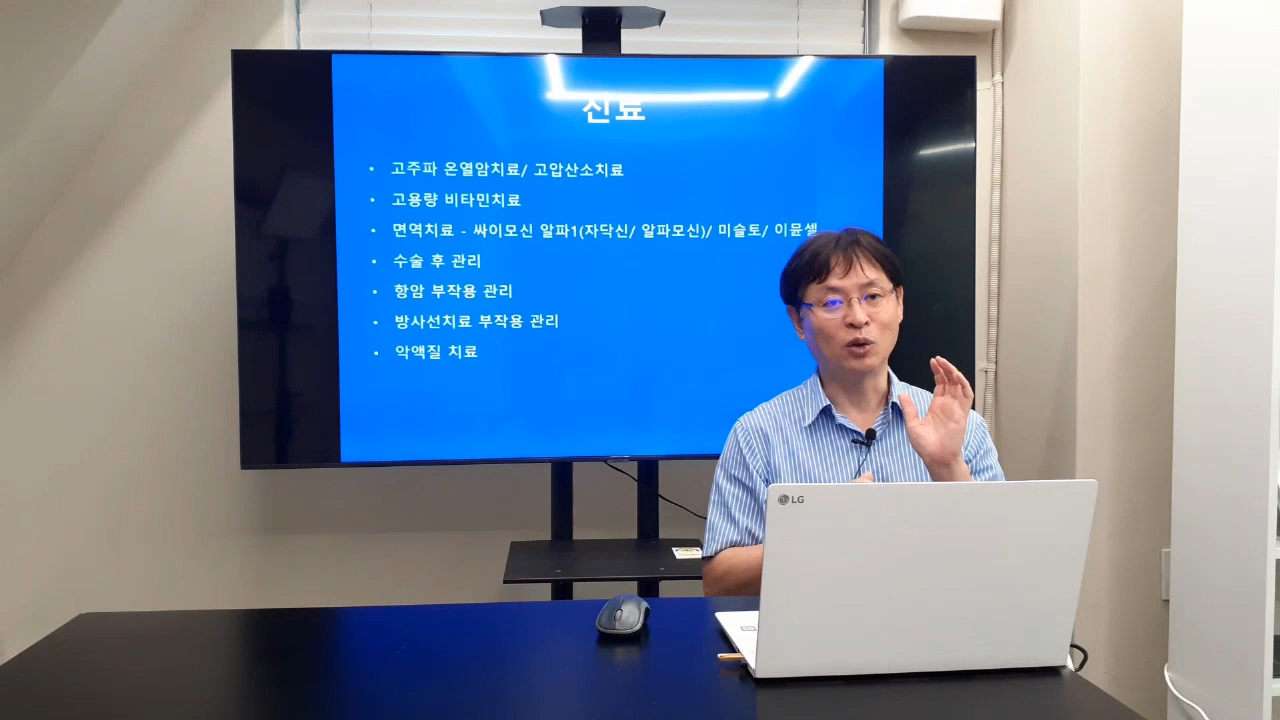 진료
• 고주파 온열암치료/ 고압산소치료
• 고용량 비타민치료
• 면역치료 - 싸이모신 알파1(자닥신/ 알파모신)/ 미슬토/ 이뮨셀
• 수술 후 관리
• 항암 부작용 관리
• 방사선치료 부작용 관리
• 악액질 치료
LG